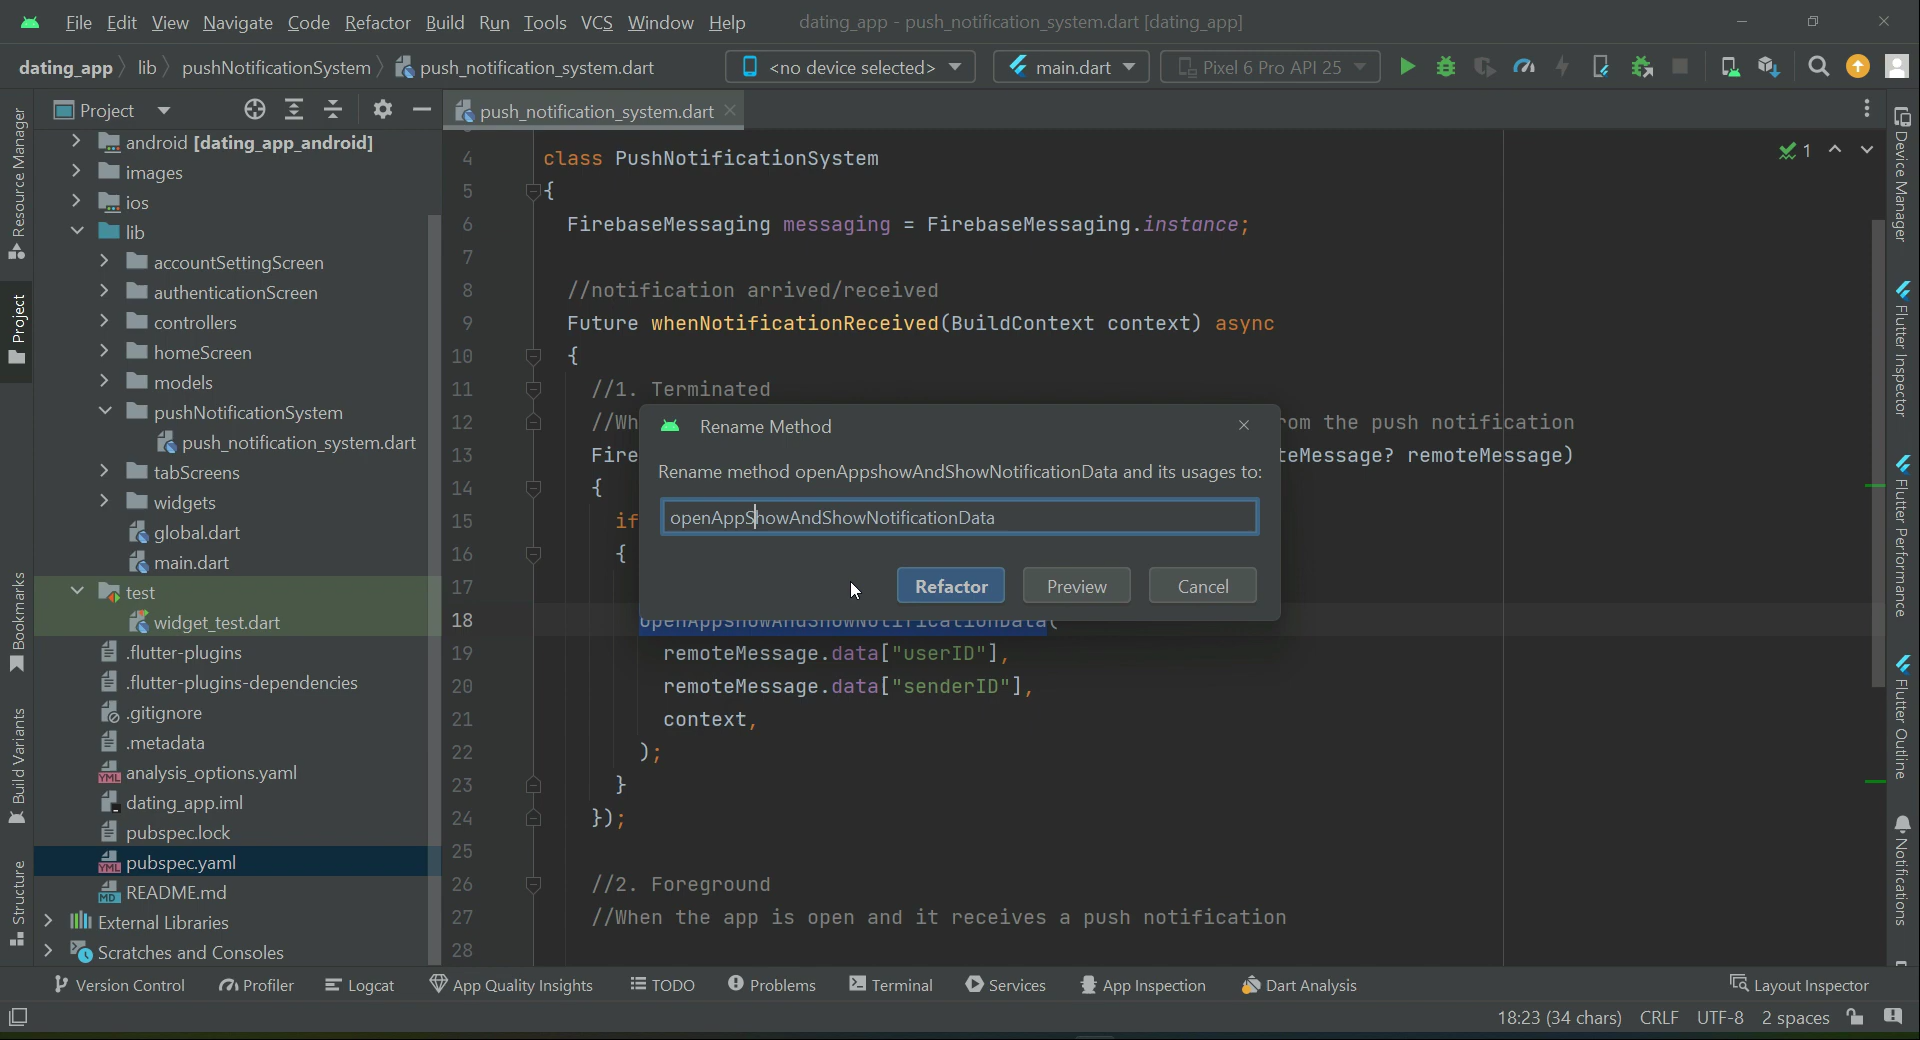 File Edit View Navigate Code Refactor Build Run Tools VCS Window Help dating_app - push_notification_system.dart [dating_app]
dating_app lib pushNotificationSystem push_notification_system.dart <no device selected> main.dart Pixel 6 Pro API 25
Project
push_notification_system.dart
Resource Manager
Project
Bookmarks
Build Variants
Structure
android [dating_app_android]
images
ios
lib
accountSettingScreen
authenticationScreen
controllers
homeScreen
models
pushNotificationSystem
push_notification_system.dart
tabScreens
widgets
global.dart
main.dart
test
widget_test.dart
.flutter-plugins
.flutter-plugins-dependencies
.gitignore
.metadata
analysis_options.yaml
dating_app.iml
pubspec.lock
pubspec.yaml
README.md
External Libraries
Scratches and Consoles
1
4 class PushNotificationSystem
5 {
6 FirebaseMessaging messaging = FirebaseMessaging.instance;
7
8 //notification arrived/received
9 Future whenNotificationReceived(BuildContext context) async
10 {
11 //1. Terminated
12 //Wh om the push notification
13 Fire teMessage? remoteMessage)
14 {
15 if
16 {
17
18 openAppshowAndShowNotificationData(
19 remoteMessage.data["userID"],
20 remoteMessage.data["senderID"],
21 context,
22 );
23 }
24 });
25
26 //2. Foreground
27 //When the app is open and it receives a push notification
28
Rename Method
Rename method openAppshowAndShowNotificationData and its usages to:
openAppShowAndShowNotificationData
Refactor Preview Cancel
Device Manager
Flutter Inspector
Flutter Performance
Flutter Outline
Notifications
Version Control Profiler Logcat App Quality Insights TODO Problems Terminal Services App Inspection Dart Analysis Layout Inspector
18:23 (34 chars) CRLF UTF-8 2 spaces